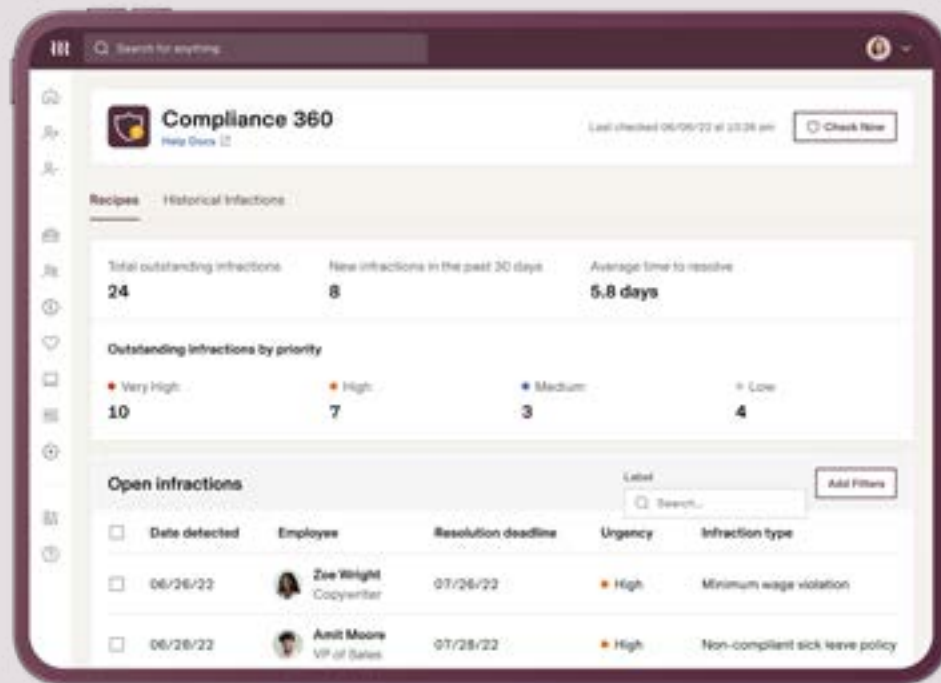 Search for anything
Compliance 360
Help Docs
Last checked 06/06/22 at 10:26 pm
Check Now
Recipes Historical Infactions
Total outstanding infractions New infractions in the past 30 days Average time to resolve
24 8 5.8 days
Outstanding infractions by priority
Very High High Medium Low
10 7 3 4
Open infractions
Label
Search...
Add Filters
Date detected Employee Resolution deadline Urgency Infraction type
06/26/22 Zoe Wright 07/26/22 High Minimum wage violation
Copywriter
06/28/22 Amit Moore 07/28/22 High Non-compliant sick leave policy
VP of Sales